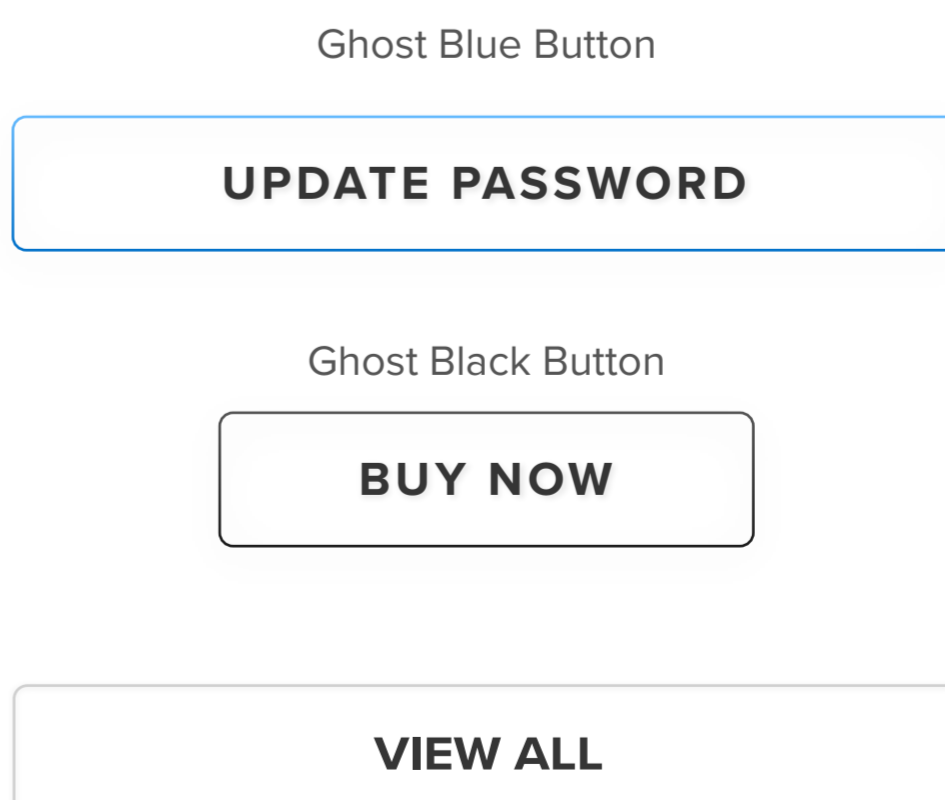 Ghost Blue Button
UPDATE PASSWORD
Ghost Black Button
BUY NOW
VIEW ALL